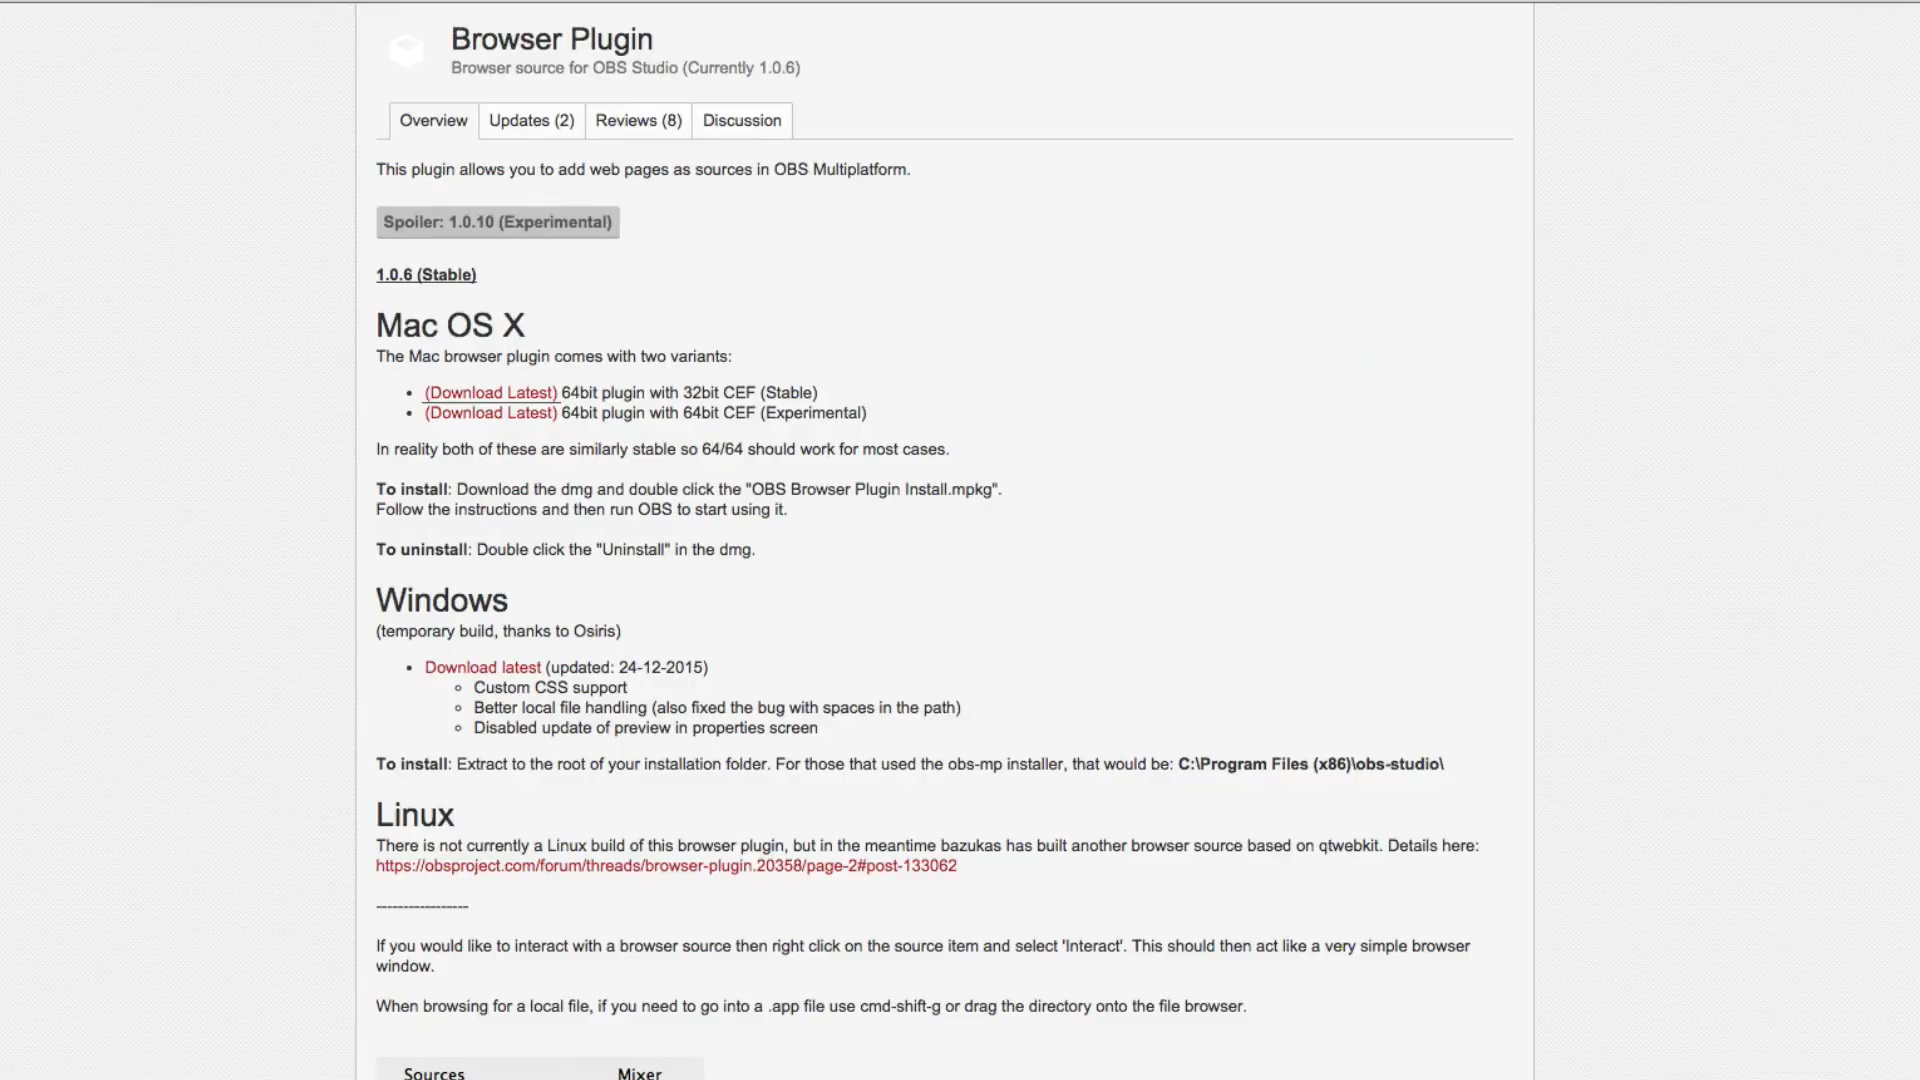 Browser Plugin
Browser source for OBS Studio (Currently 1.0.6)
Overview
Updates (2)
Reviews (8)
Discussion
This plugin allows you to add web pages as sources in OBS Multiplatform.
Spoiler: 1.0.10 (Experimental)
1.0.6 (Stable)
Mac OS X
The Mac browser plugin comes with two variants:
(Download Latest) 64bit plugin with 32bit CEF (Stable)
(Download Latest) 64bit plugin with 64bit CEF (Experimental)
In reality both of these are similarly stable so 64/64 should work for most cases.
To install: Download the dmg and double click the "OBS Browser Plugin Install.mpkg".
Follow the instructions and then run OBS to start using it.
To uninstall: Double click the "Uninstall" in the dmg.
Windows
(temporary build, thanks to Osiris)
Download latest (updated: 24-12-2015)
Custom CSS support
Better local file handling (also fixed the bug with spaces in the path)
Disabled update of preview in properties screen
To install: Extract to the root of your installation folder. For those that used the obs-mp installer, that would be: C:\Program Files (x86)\obs-studio\
Linux
There is not currently a Linux build of this browser plugin, but in the meantime bazukas has built another browser source based on qtwebkit. Details here:
https://obsproject.com/forum/threads/browser-plugin.20358/page-2#post-133062
-----------------
If you would like to interact with a browser source then right click on the source item and select 'Interact'. This should then act like a very simple browser
window.
When browsing for a local file, if you need to go into a .app file use cmd-shift-g or drag the directory onto the file browser.
Sources
Mixer